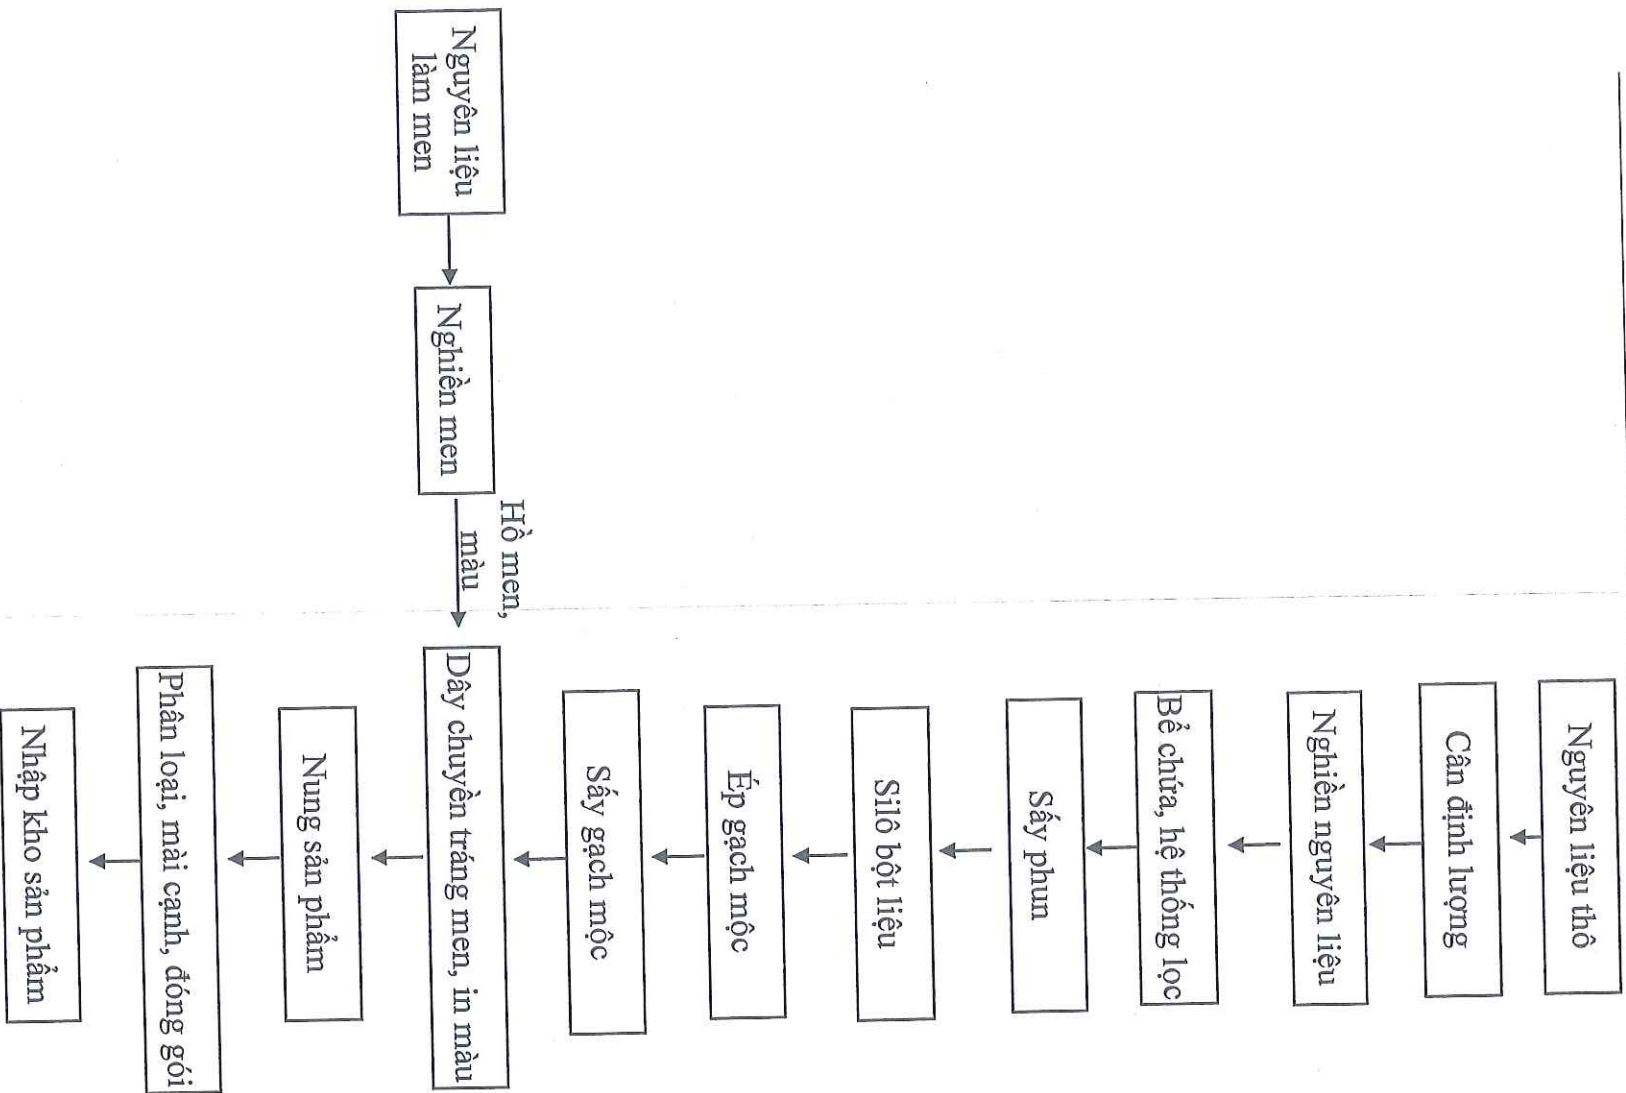 Nguyên liệu thô
Cân định lượng
Nghiền nguyên liệu
Bể chứa, hệ thống lọc
Sấy phun
Silô bột liệu
Ép gạch mộc
Sấy gạch mộc
Nguyên liệu
làm men
Nghiền men
Hồ men,
màu
Dây chuyền tráng men, in màu
Nung sản phẩm
Phân loại, mài cạnh, đóng gói
Nhập kho sản phẩm